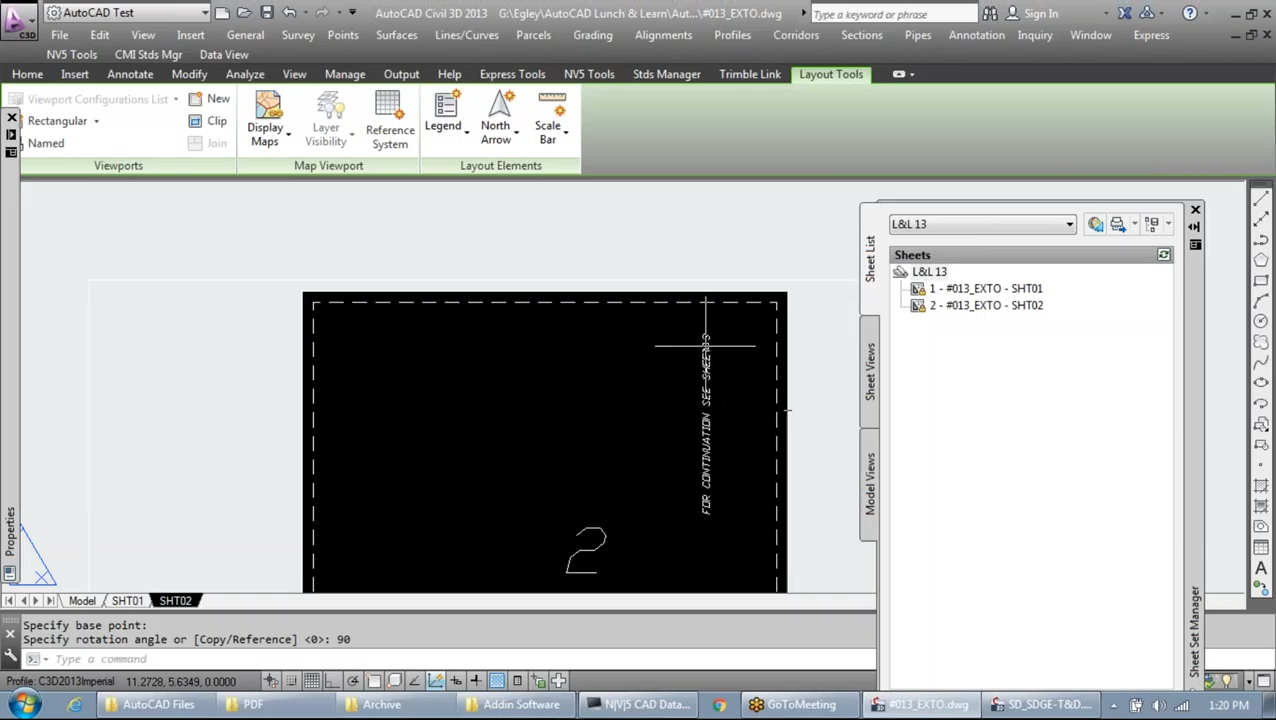 AutoCAD Test
AutoCAD Civil 3D 2013 G:\Egley\AutoCAD Lunch & Learn\Aut...\#013_EXTO.dwg
Type a keyword or phrase
Sign In
C3D
File Edit View Insert General Survey Points Surfaces Lines/Curves Parcels Grading Alignments Profiles Corridors Sections Pipes Annotation Inquiry Window Express
NV5 Tools CMI Stds Mgr Data View
Home Insert Annotate Modify Analyze View Manage Output Help Express Tools NV5 Tools Stds Manager Trimble Link Layout Tools
Viewport Configurations List
New
Rectangular
Clip
Named
Join
Display Maps
Layer Visibility
Reference System
Legend
North Arrow
Scale Bar
Viewports Map Viewport Layout Elements
L&L 13
Sheets
L&L 13
1 - #013_EXTO - SHT01
2 - #013_EXTO - SHT02
Sheet List
Sheet Views
Model Views
Sheet Set Manager
Properties
FOR CONTINUATION SEE
2
Model SHT01 SHT02
Specify base point:
Specify rotation angle or [Copy/Reference] <0>: 90
Type a command
Profile: C3D2013Imperial 11.2728, 5.6349, 0.0000
AutoCAD Files
PDF
Archive
Addin Software
N|V|5 CAD Data...
GoToMeeting
#013_EXTO.dwg
SD_SDGE-T&D....
1:20 PM